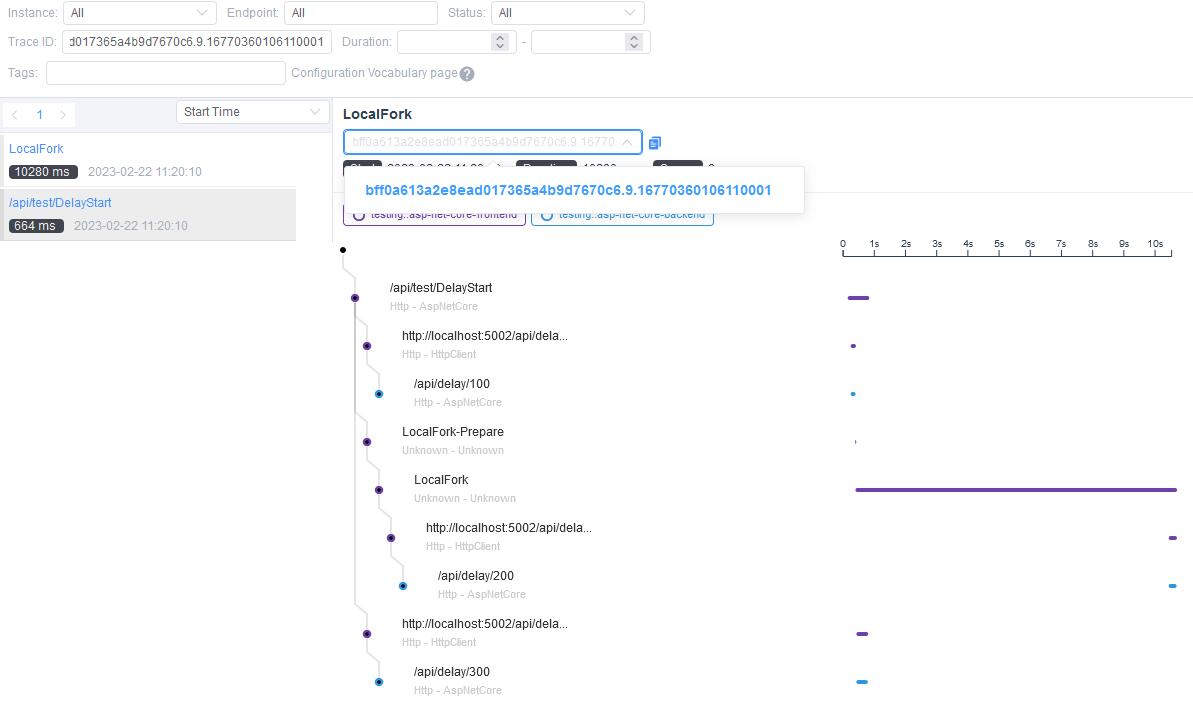 Instance: All Endpoint: All Status: All
Trace ID: d017365a4b9d7670c6.9.16770360106110001 Duration: -
Tags: Configuration Vocabulary page ?
1 Start Time
LocalFork
10280 ms 2023-02-22 11:20:10
/api/test/DelayStart
664 ms 2023-02-22 11:20:10
LocalFork
bff0a613a2e8ead017365a4b9d7670c6.9.16770
bff0a613a2e8ead017365a4b9d7670c6.9.16770360106110001
testing::asp-net-core-frontend testing::asp-net-core-backend
0 1s 2s 3s 4s 5s 6s 7s 8s 9s 10s
/api/test/DelayStart
Http - AspNetCore
http://localhost:5002/api/dela...
Http - HttpClient
/api/delay/100
Http - AspNetCore
LocalFork-Prepare
Unknown - Unknown
LocalFork
Unknown - Unknown
http://localhost:5002/api/dela...
Http - HttpClient
/api/delay/200
Http - AspNetCore
http://localhost:5002/api/dela...
Http - HttpClient
/api/delay/300
Http - AspNetCore